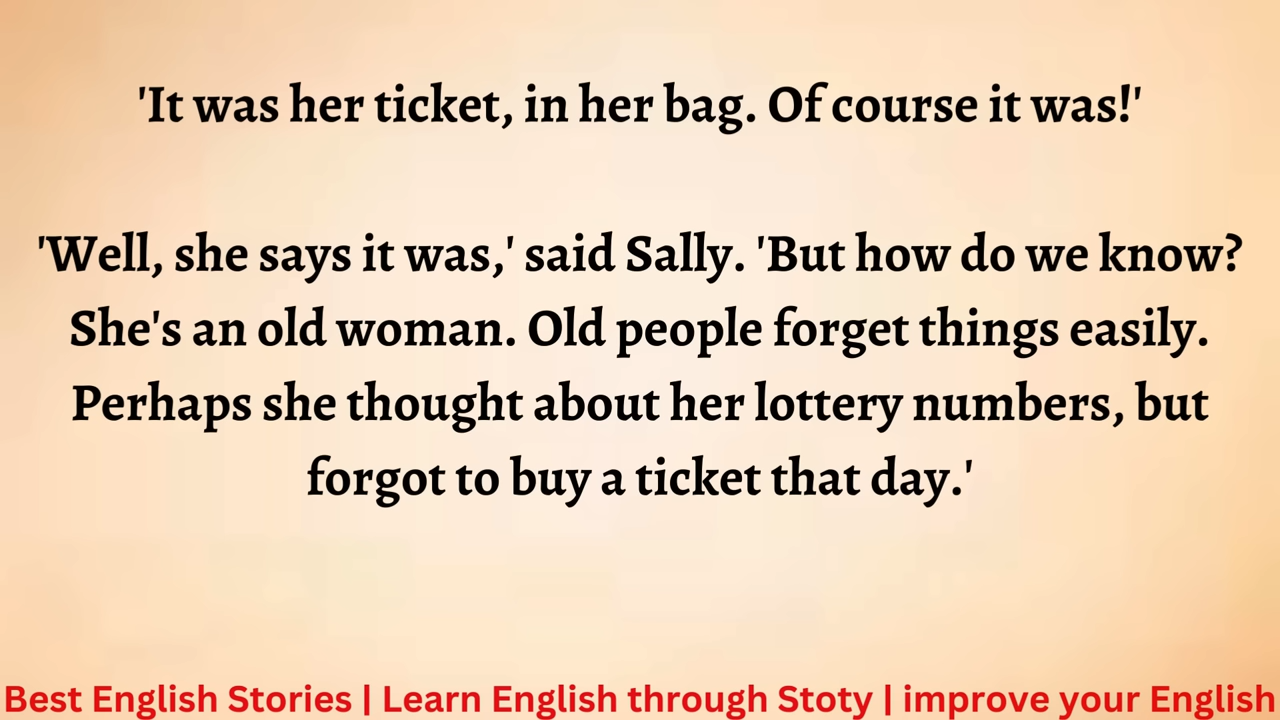 'It was her ticket, in her bag. Of course it was!'
'Well, she says it was,' said Sally. 'But how do we know?
She's an old woman. Old people forget things easily.
Perhaps she thought about her lottery numbers, but
forgot to buy a ticket that day.'
Best English Stories | Learn English through Stoty | improve your English